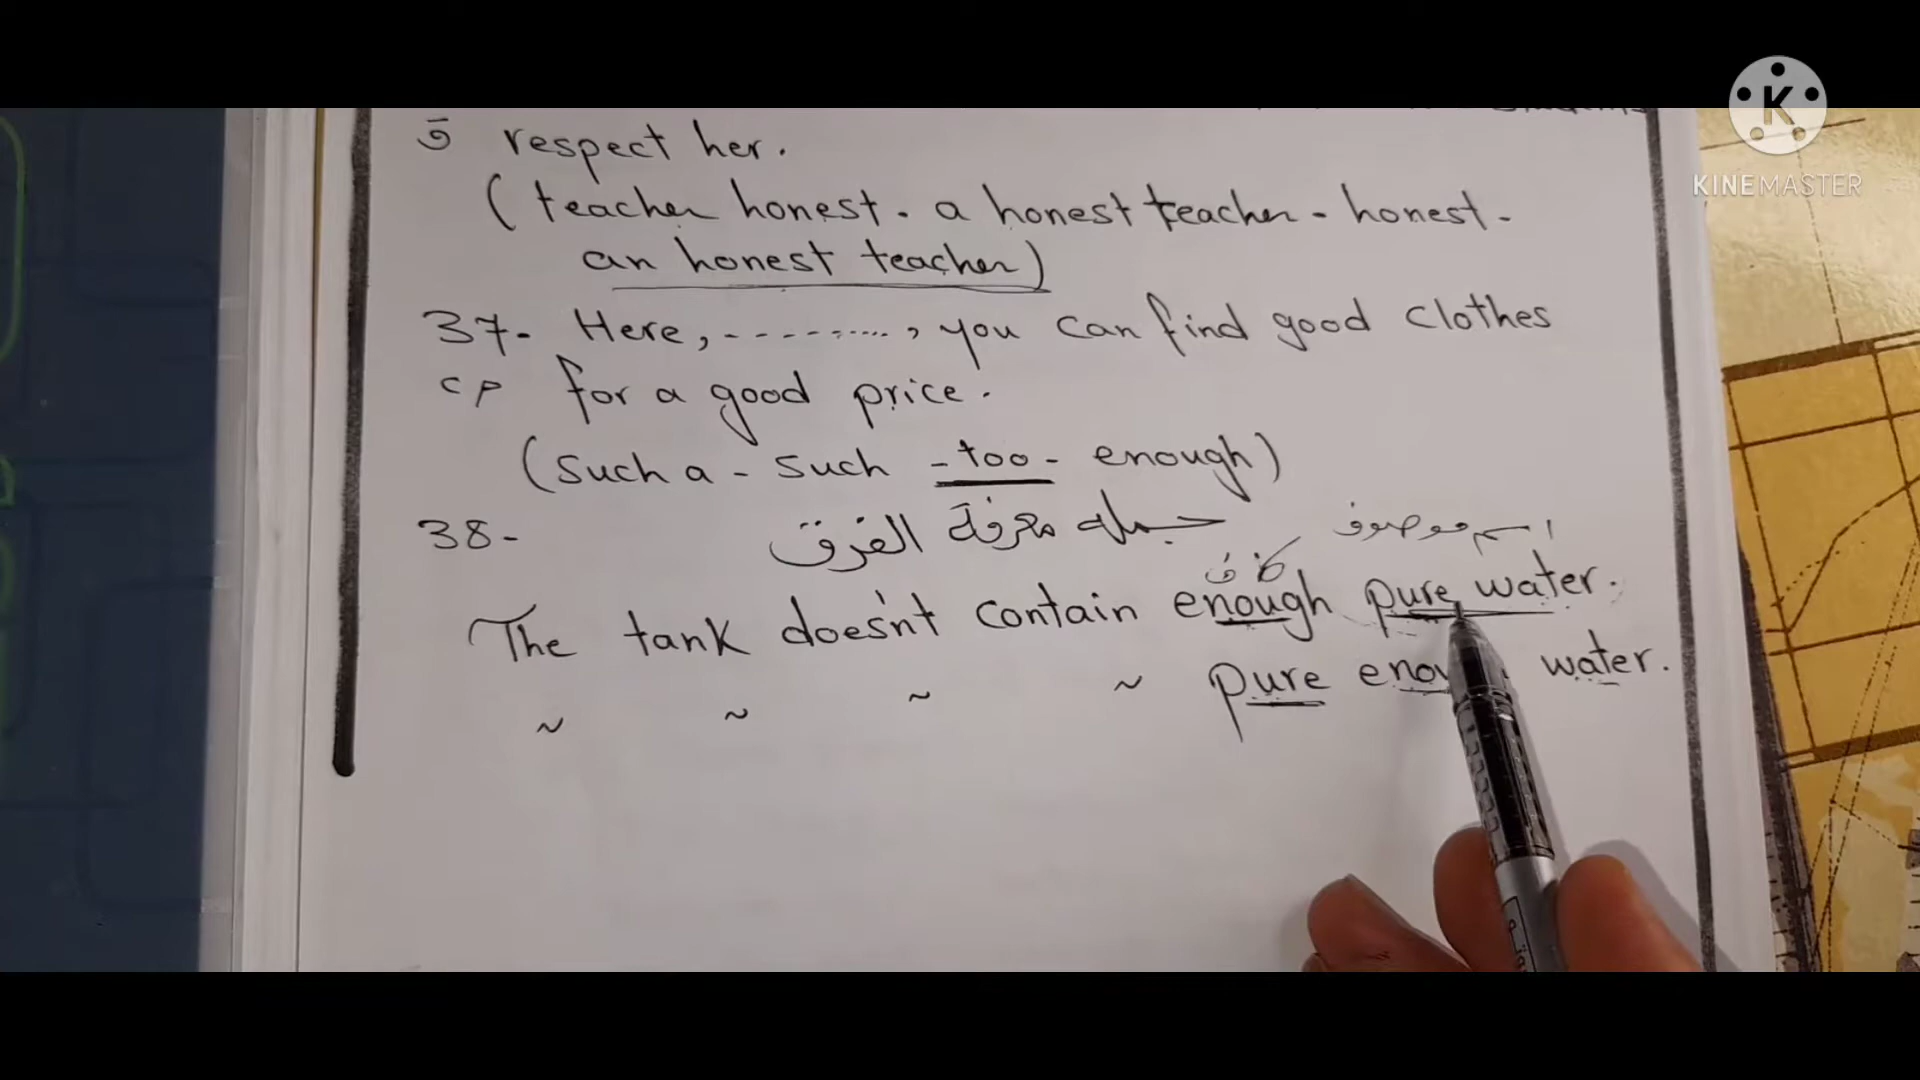 KINEMASTER
respect her.
(teacher honest. a honest teacher - honest -
an honest teacher)
37- Here, --------...., you can find good clothes
for a good price.
(such a - such - too - enough)
38- جمله معرفة الفرق
اسم موصوف
كافي
The tank doesn't contain enough pure water.
~ ~ ~ ~ pure water.